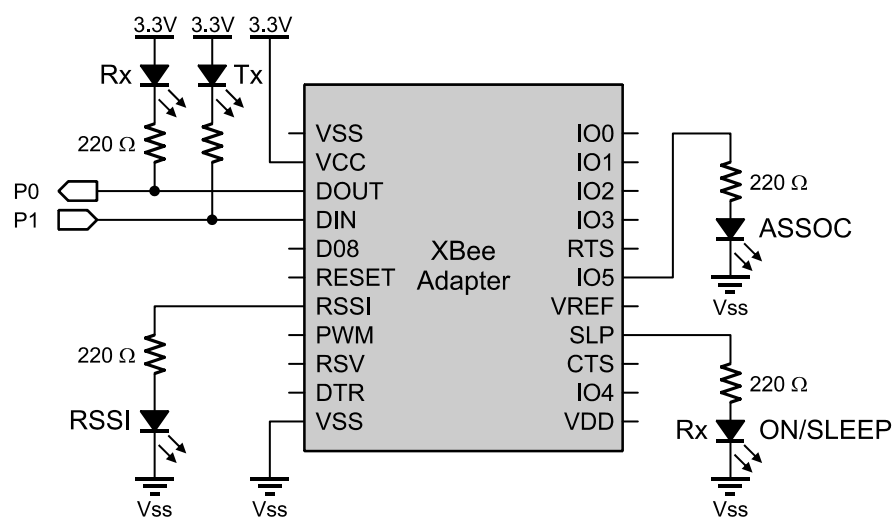 3.3V 3.3V 3.3V
Rx Tx
220 Ω
P0
P1
VSS
VCC
DOUT
DIN
D08
RESET
RSSI
PWM
RSV
DTR
VSS
XBee
Adapter
IO0
IO1
IO2
IO3
RTS
IO5
VREF
SLP
CTS
IO4
VDD
220 Ω
ASSOC
Vss
220 Ω
RSSI
Vss
Vss
220 Ω
Rx ON/SLEEP
Vss